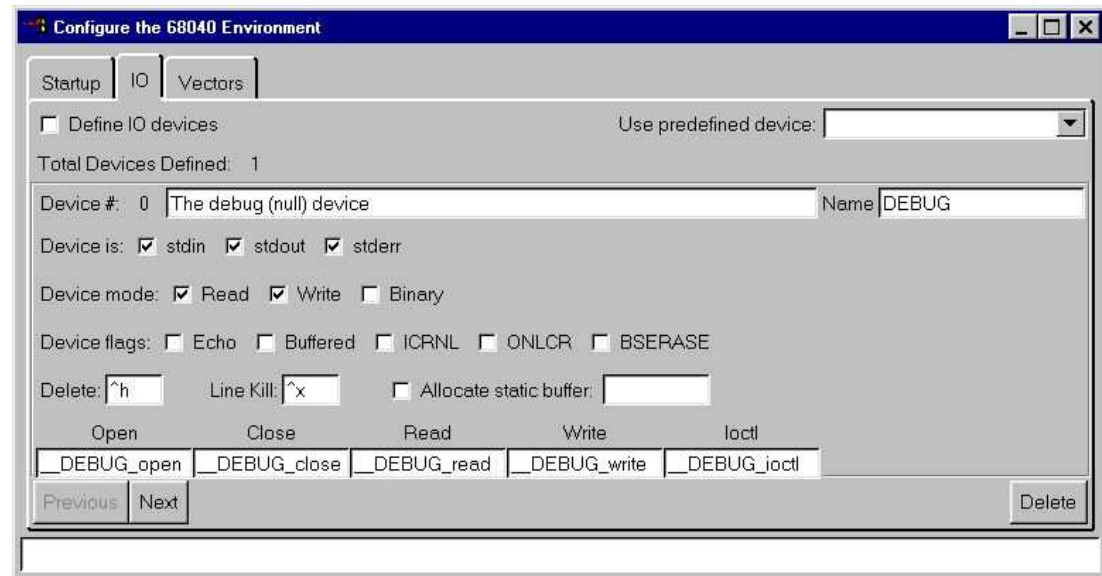 Configure the 68040 Environment
Startup IO Vectors
Define IO devices Use predefined device:
Total Devices Defined: 1
Device #: 0 The debug (null) device Name DEBUG
Device is: stdin stdout stderr
Device mode: Read Write Binary
Device flags: Echo Buffered ICRNL ONLCR BSERASE
Delete: ^h Line Kill: ^x Allocate static buffer:
Open Close Read Write Ioctl
__DEBUG_open __DEBUG_close __DEBUG_read __DEBUG_write __DEBUG_ioctl
Previous Next Delete